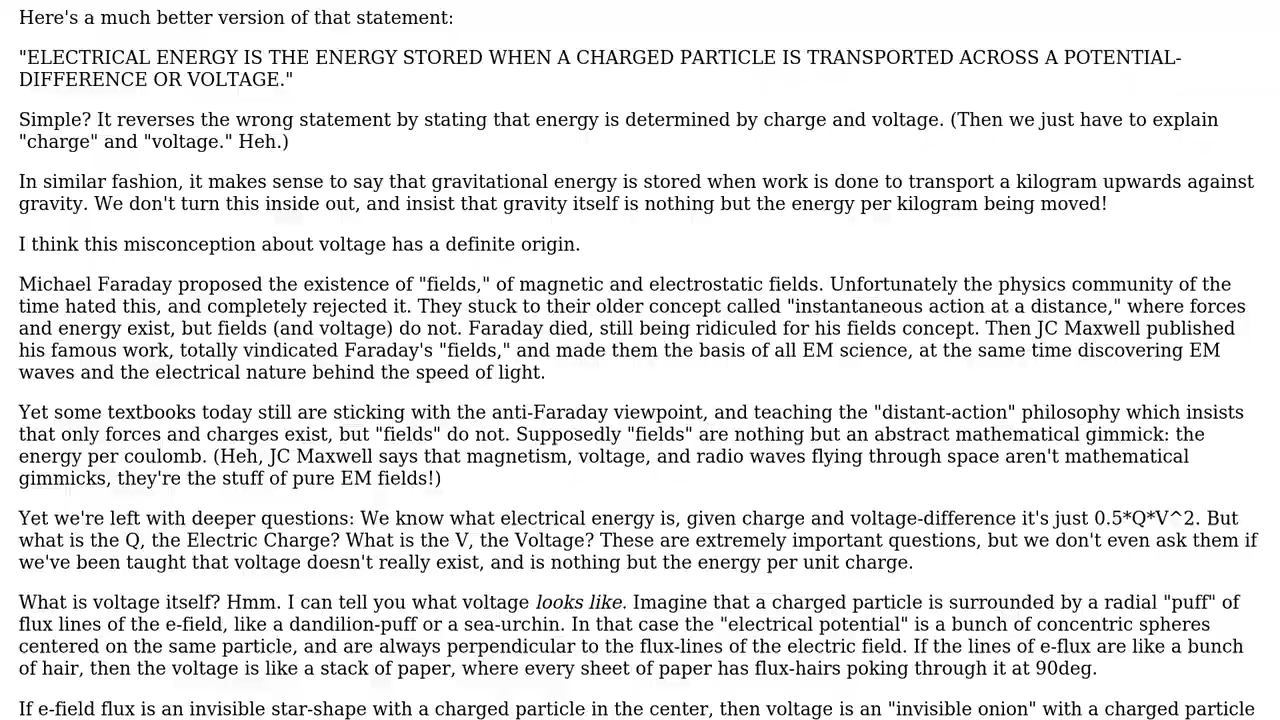 Here's a much better version of that statement:
"ELECTRICAL ENERGY IS THE ENERGY STORED WHEN A CHARGED PARTICLE IS TRANSPORTED ACROSS A POTENTIAL-
DIFFERENCE OR VOLTAGE."
Simple? It reverses the wrong statement by stating that energy is determined by charge and voltage. (Then we just have to explain
"charge" and "voltage." Heh.)
In similar fashion, it makes sense to say that gravitational energy is stored when work is done to transport a kilogram upwards against
gravity. We don't turn this inside out, and insist that gravity itself is nothing but the energy per kilogram being moved!
I think this misconception about voltage has a definite origin.
Michael Faraday proposed the existence of "fields," of magnetic and electrostatic fields. Unfortunately the physics community of the
time hated this, and completely rejected it. They stuck to their older concept called "instantaneous action at a distance," where forces
and energy exist, but fields (and voltage) do not. Faraday died, still being ridiculed for his fields concept. Then JC Maxwell published
his famous work, totally vindicated Faraday's "fields," and made them the basis of all EM science, at the same time discovering EM
waves and the electrical nature behind the speed of light.
Yet some textbooks today still are sticking with the anti-Faraday viewpoint, and teaching the "distant-action" philosophy which insists
that only forces and charges exist, but "fields" do not. Supposedly "fields" are nothing but an abstract mathematical gimmick: the
energy per coulomb. (Heh, JC Maxwell says that magnetism, voltage, and radio waves flying through space aren't mathematical
gimmicks, they're the stuff of pure EM fields!)
Yet we're left with deeper questions: We know what electrical energy is, given charge and voltage-difference it's just 0.5*Q*V^2. But
what is the Q, the Electric Charge? What is the V, the Voltage? These are extremely important questions, but we don't even ask them if
we've been taught that voltage doesn't really exist, and is nothing but the energy per unit charge.
What is voltage itself? Hmm. I can tell you what voltage looks like. Imagine that a charged particle is surrounded by a radial "puff" of
flux lines of the e-field, like a dandilion-puff or a sea-urchin. In that case the "electrical potential" is a bunch of concentric spheres
centered on the same particle, and are always perpendicular to the flux-lines of the electric field. If the lines of e-flux are like a bunch
of hair, then the voltage is like a stack of paper, where every sheet of paper has flux-hairs poking through it at 90deg.
If e-field flux is an invisible star-shape with a charged particle in the center, then voltage is an "invisible onion" with a charged particle